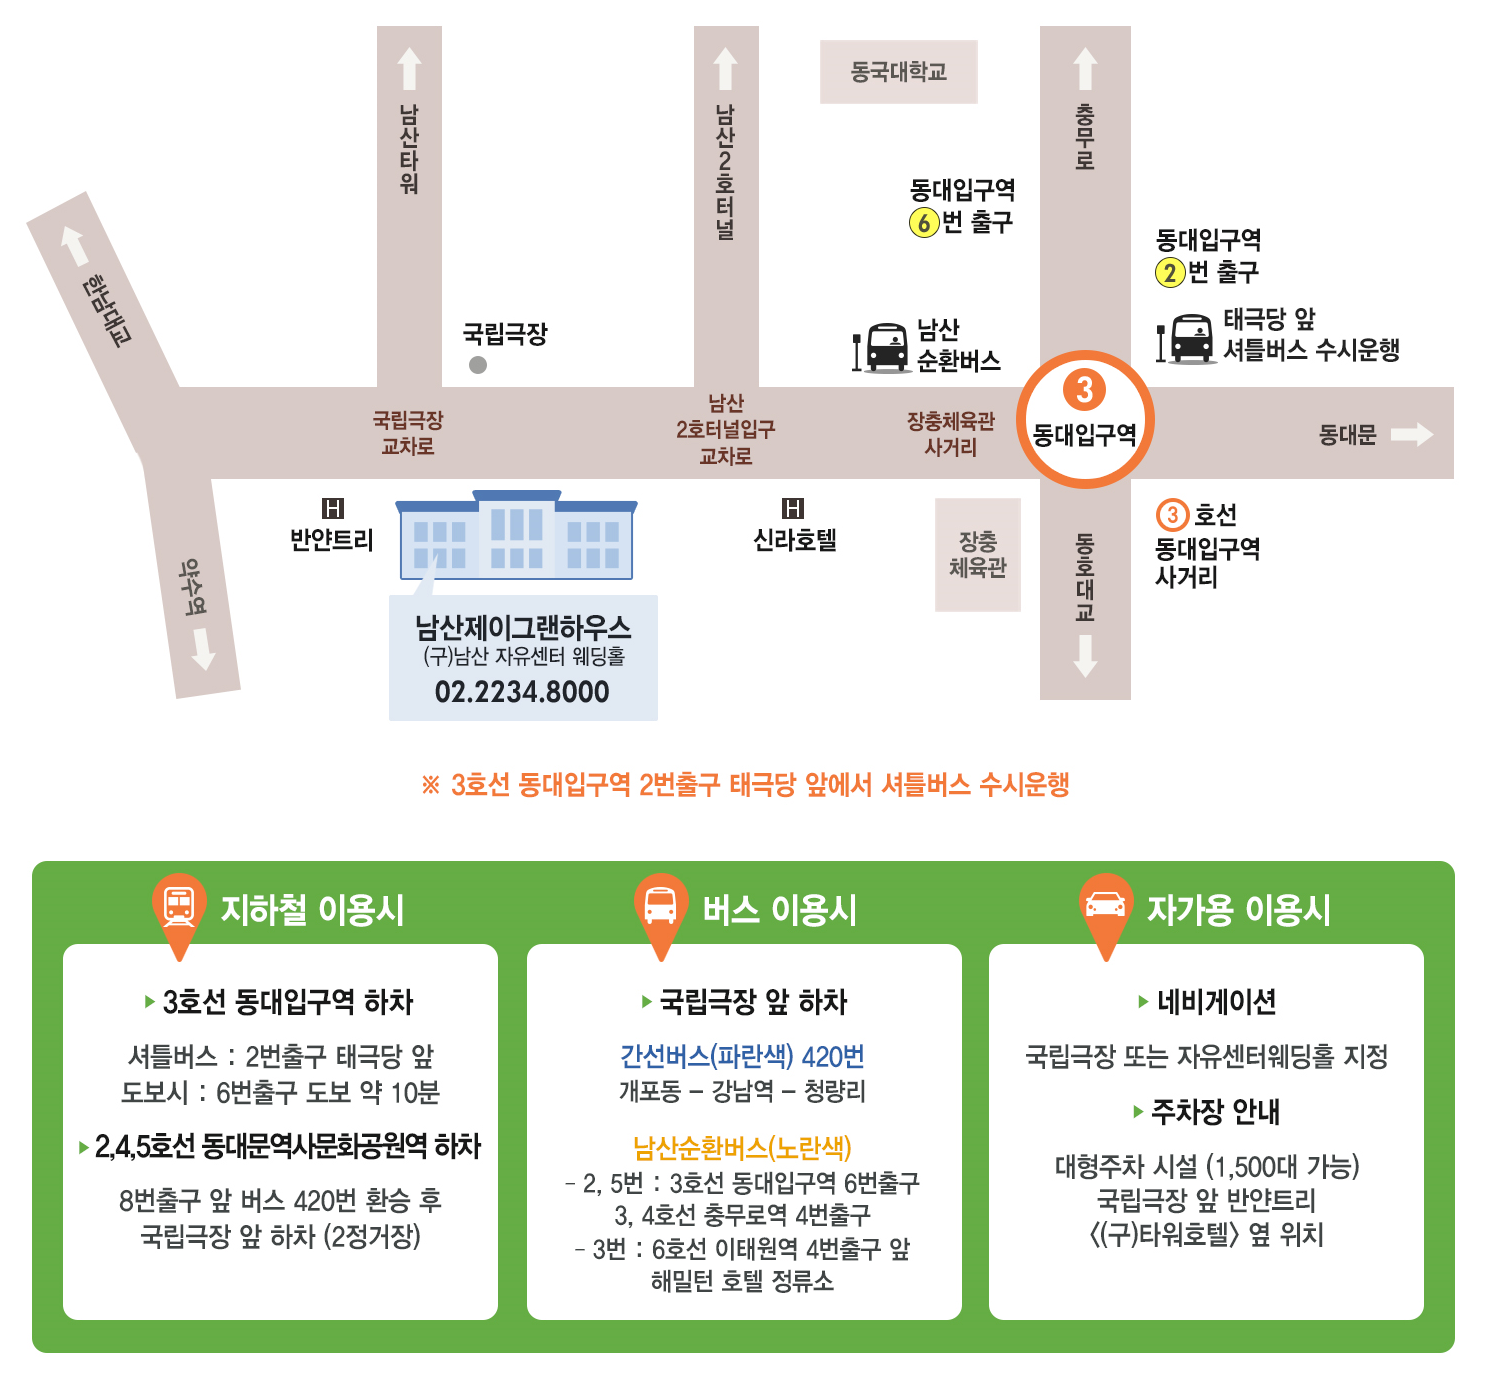 남산타워
남산2호터널
동국대학교
충무로
한남대교
동대입구역
6번 출구
동대입구역
2번 출구
국립극장
남산
순환버스
태극당 앞
셔틀버스 수시운행
국립극장
교차로
남산
2호터널입구
교차로
장충체육관
사거리
3
동대입구역
동대문
H
반얀트리
H
신라호텔
장충
체육관
동호대교
3 호선
동대입구역
사거리
약수역
남산제이그랜하우스
(구)남산 자유센터 웨딩홀
02.2234.8000
※ 3호선 동대입구역 2번출구 태극당 앞에서 셔틀버스 수시운행
지하철 이용시
3호선 동대입구역 하차
셔틀버스 : 2번출구 태극당 앞
도보시 : 6번출구 도보 약 10분
2,4,5호선 동대문역사문화공원역 하차
8번출구 앞 버스 420번 환승 후
국립극장 앞 하차 (2정거장)
버스 이용시
국립극장 앞 하차
간선버스(파란색) 420번
개포동 – 강남역 – 청량리
남산순환버스(노란색)
– 2, 5번 : 3호선 동대입구역 6번출구
3, 4호선 충무로역 4번출구
– 3번 : 6호선 이태원역 4번출구 앞
해밀턴 호텔 정류소
자가용 이용시
네비게이션
국립극장 또는 자유센터웨딩홀 지정
주차장 안내
대형주차 시설 (1,500대 가능)
국립극장 앞 반얀트리
〈(구)타워호텔〉 옆 위치